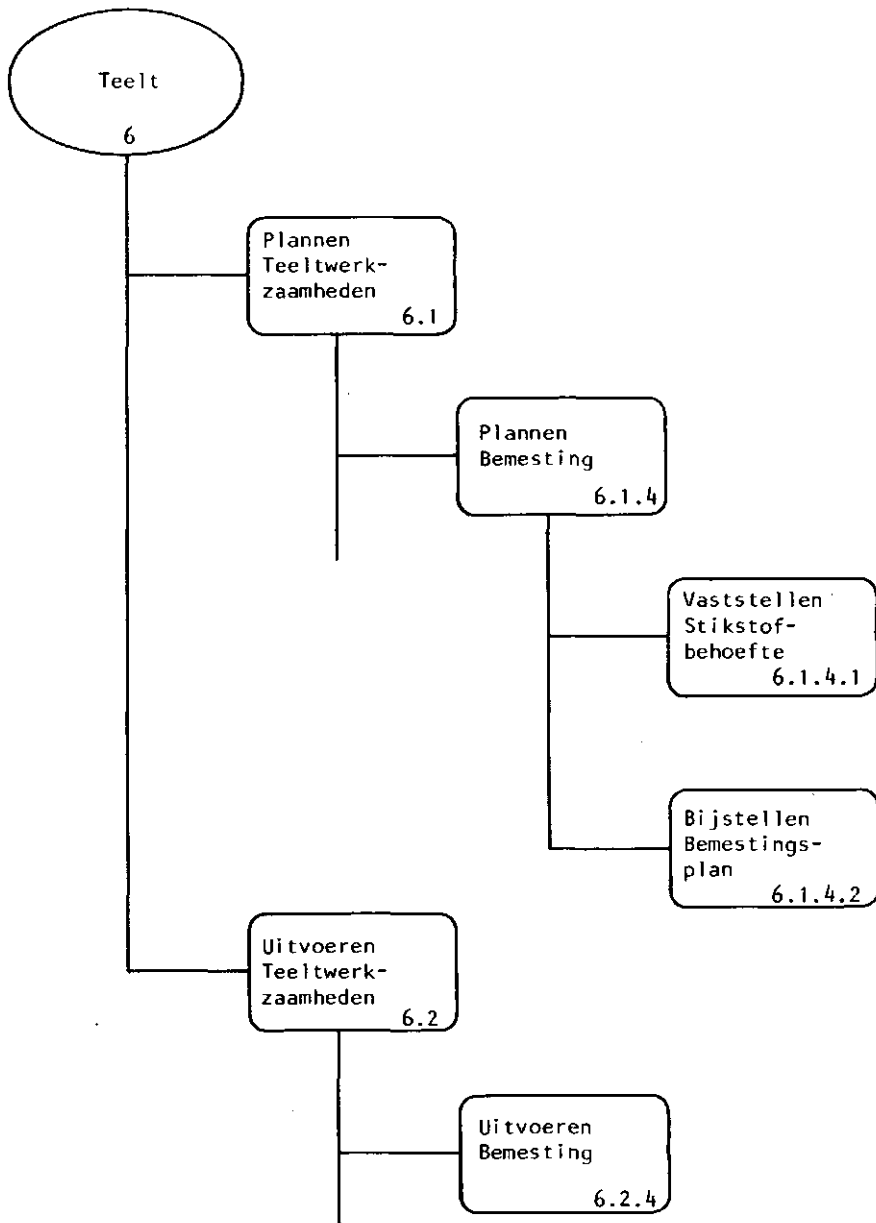 Teelt
6
Plannen
Teeltwerk-
zaamheden
6.1
Plannen
Bemesting
6.1.4
Vaststellen
Stikstof-
behoefte
6.1.4.1
Bijstellen
Bemestings-
plan
6.1.4.2
Uitvoeren
Teeltwerk-
zaamheden
6.2
Uitvoeren
Bemesting
6.2.4